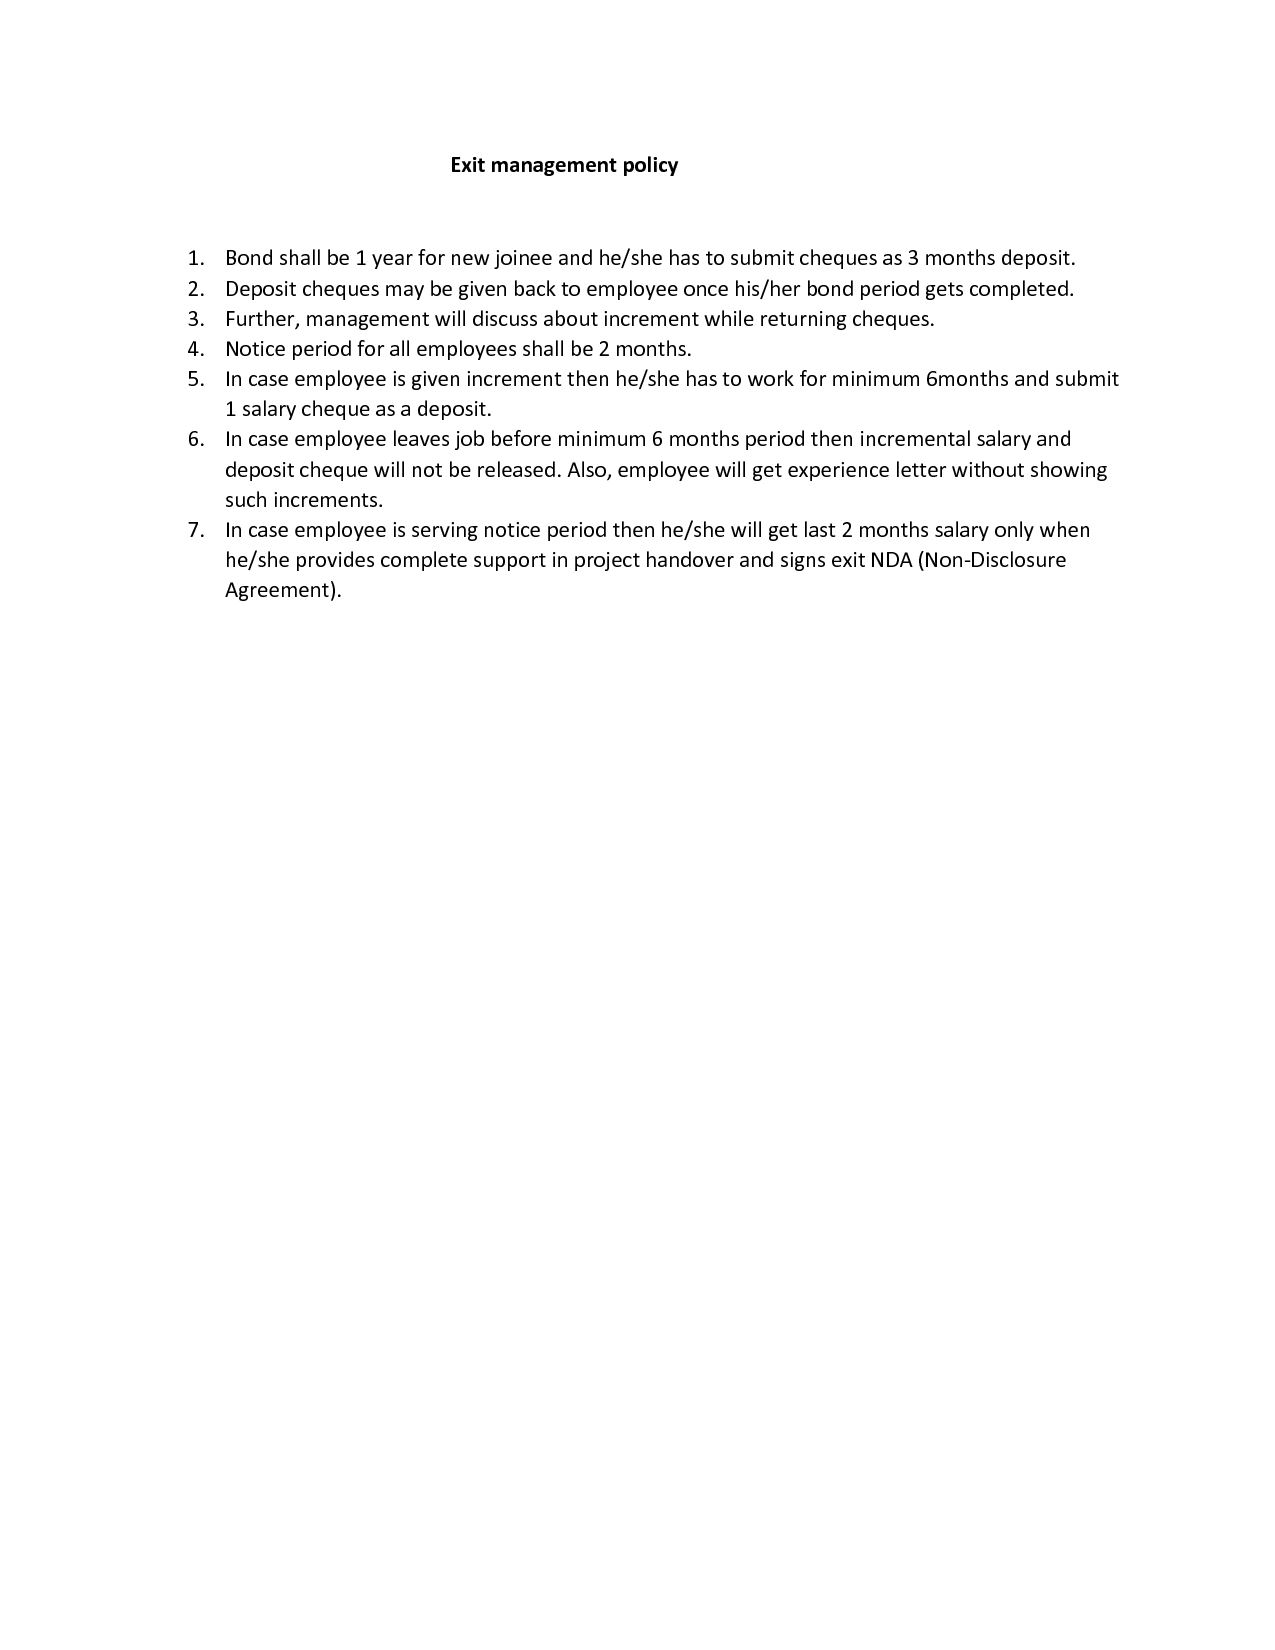 Exit management policy
1. Bond shall be 1 year for new joinee and he/she has to submit cheques as 3 months deposit.
2. Deposit cheques may be given back to employee once his/her bond period gets completed.
3. Further, management will discuss about increment while returning cheques.
4. Notice period for all employees shall be 2 months.
5. In case employee is given increment then he/she has to work for minimum 6months and submit
1 salary cheque as a deposit.
6. In case employee leaves job before minimum 6 months period then incremental salary and
deposit cheque will not be released. Also, employee will get experience letter without showing
such increments.
7. In case employee is serving notice period then he/she will get last 2 months salary only when
he/she provides complete support in project handover and signs exit NDA (Non-Disclosure
Agreement).